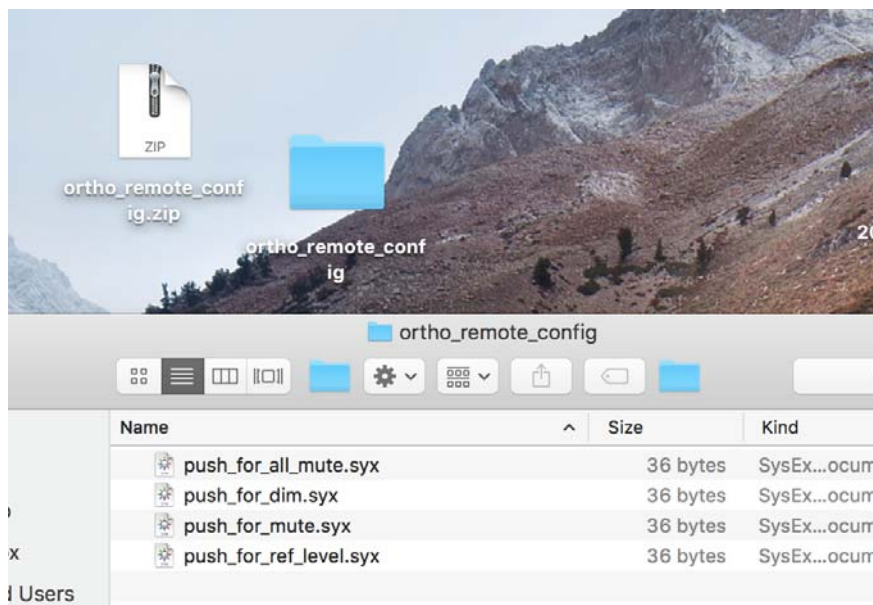 ZIP
ortho_remote_conf
ig.zip
ortho_remote_conf
ig
20
ortho_remote_config
Name Size Kind
push_for_all_mute.syx 36 bytes SysEx...ocum
push_for_dim.syx 36 bytes SysEx...ocum
push_for_mute.syx 36 bytes SysEx...ocum
push_for_ref_level.syx 36 bytes SysEx...ocum
x
d Users